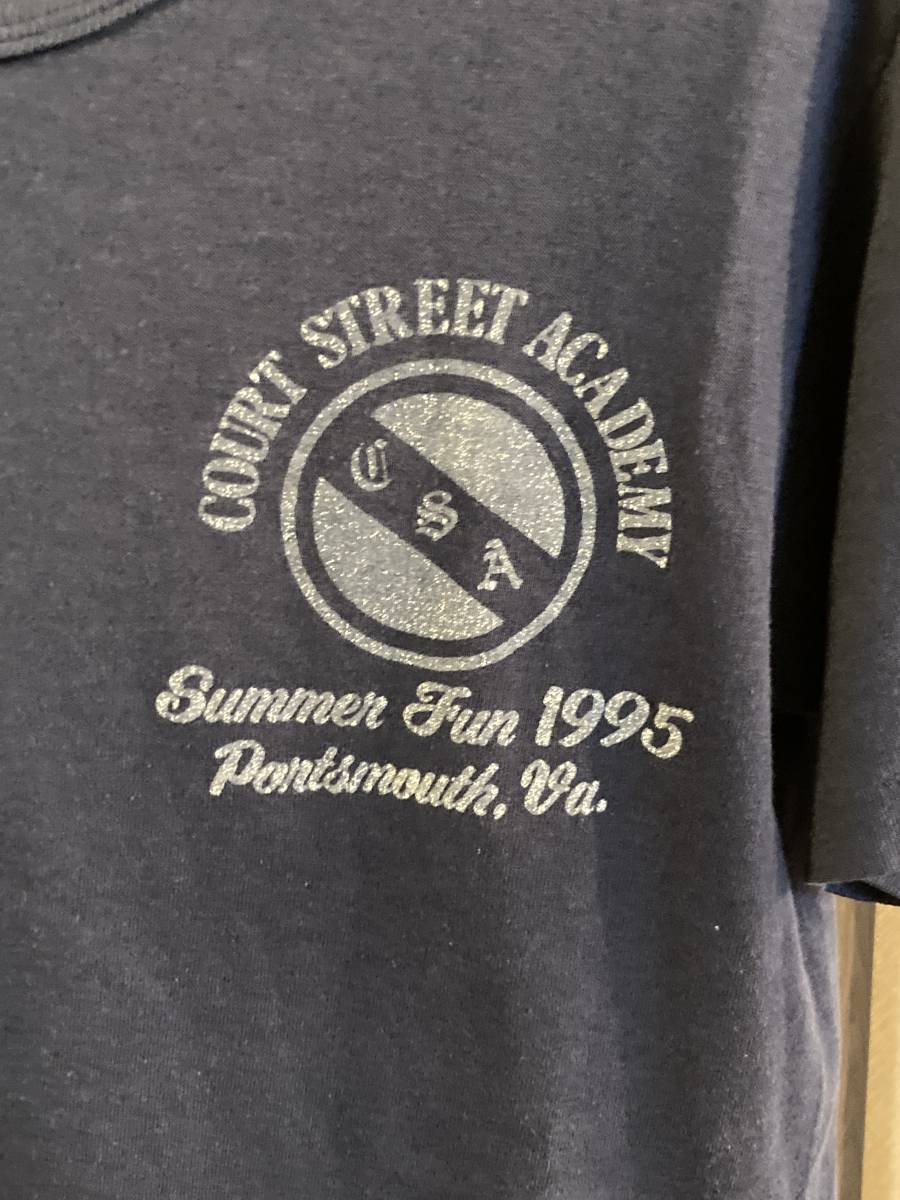 COURT STREET ACADEMY
C S A
Summer Fun 1995
Portsmouth, Va.